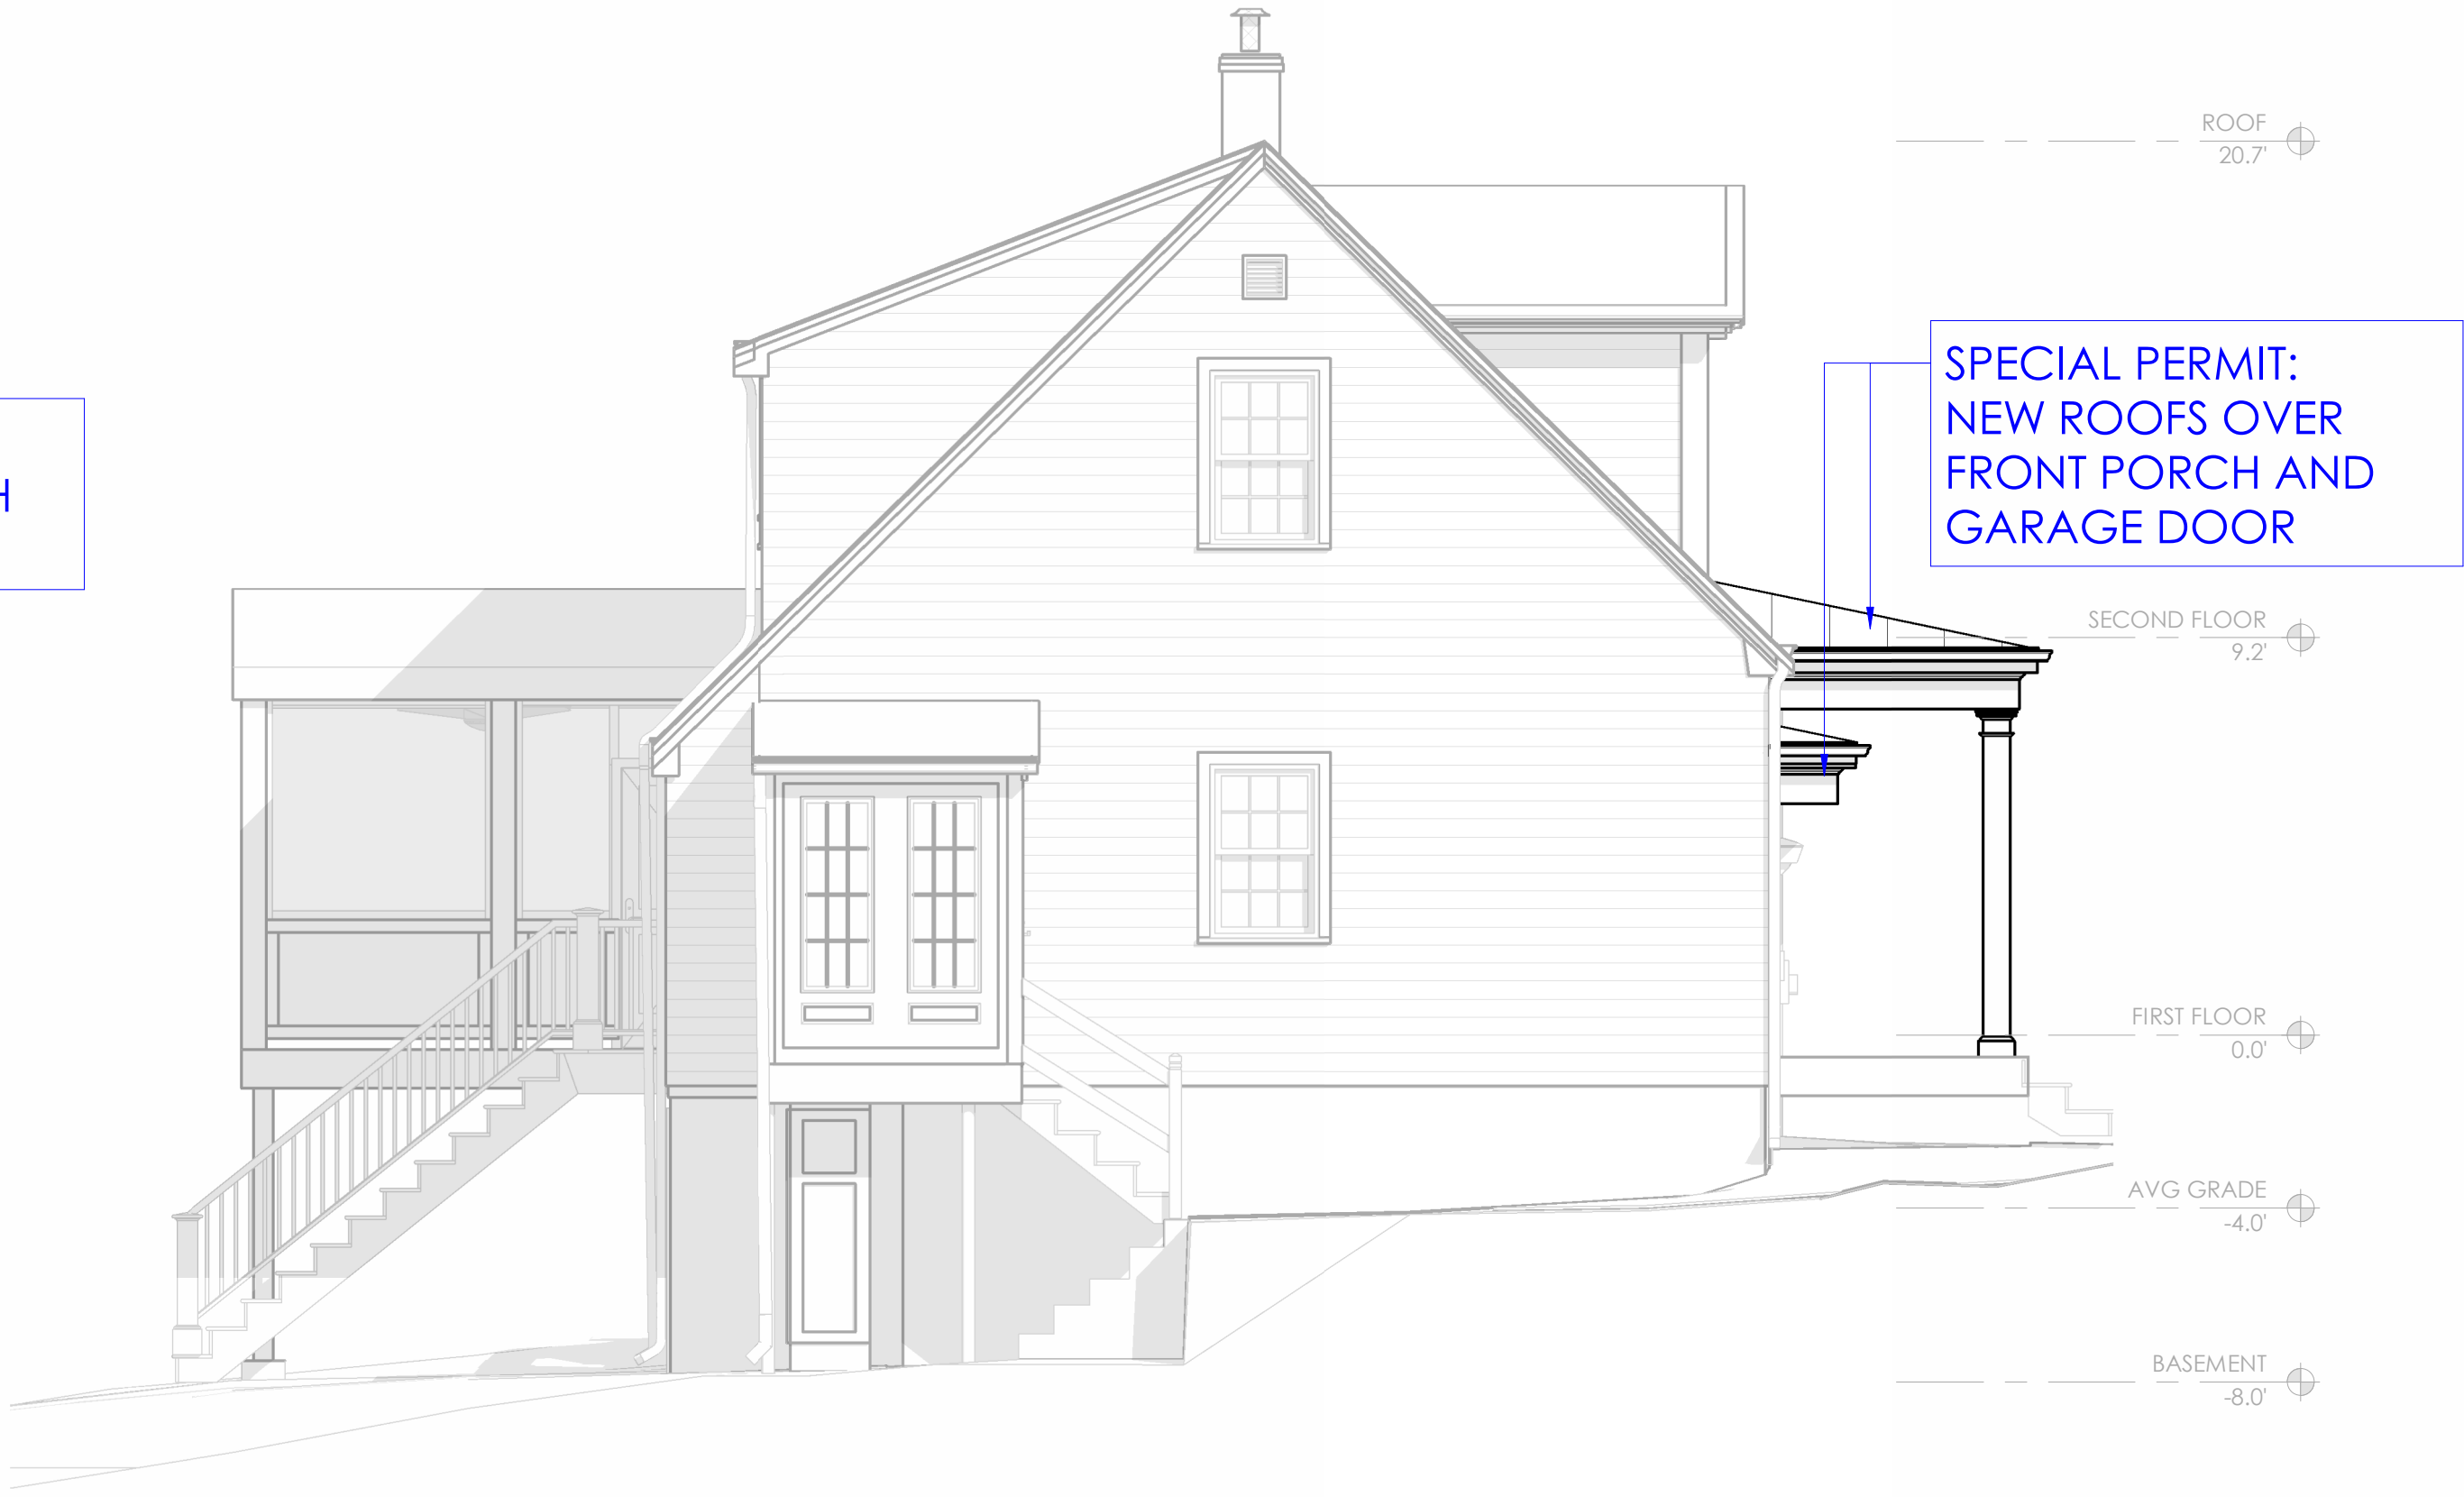 ROOF
20.7'
SPECIAL PERMIT:
NEW ROOFS OVER
FRONT PORCH AND
GARAGE DOOR
H
SECOND FLOOR
9.2'
FIRST FLOOR
0.0'
AVG GRADE
-4.0'
BASEMENT
-8.0'